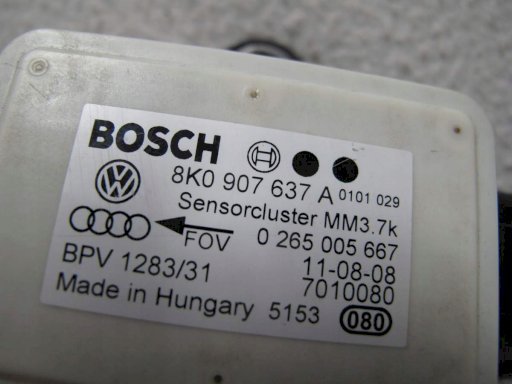 BOSCH
8K0 907 637 A 0101 029
Sensorcluster MM3.7k
FOV 0 265 005 667
BPV 1283/31 11-08-08
7010080
Made in Hungary 5153 080